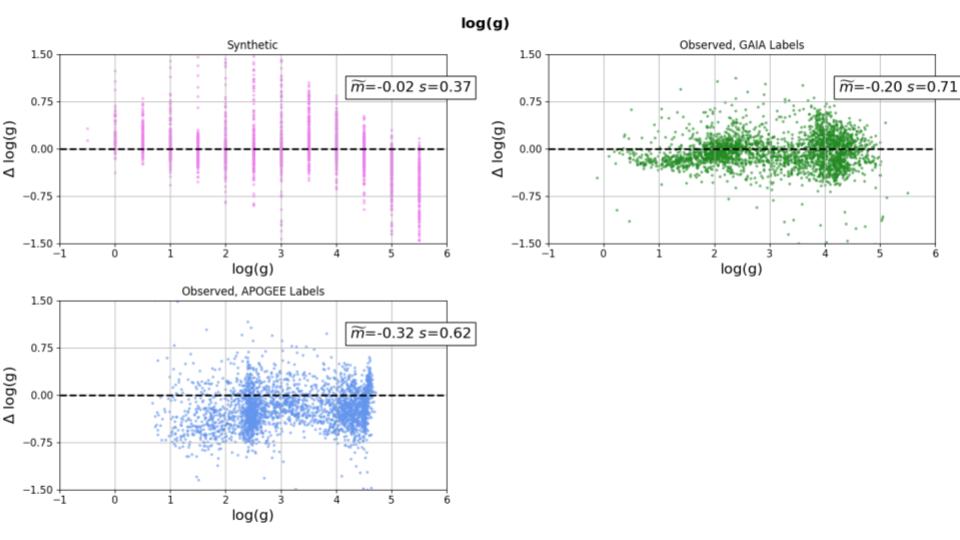 log(g)
Synthetic
1.50
0.75
0.00
−0.75
−1.50
Δ log(g)
m̃=-0.02 s=0.37
−1 0 1 2 3 4 5 6
log(g)
Observed, GAIA Labels
1.50
0.75
0.00
−0.75
−1.50
Δ log(g)
m̃=-0.20 s=0.71
−1 0 1 2 3 4 5 6
log(g)
Observed, APOGEE Labels
1.50
0.75
0.00
−0.75
−1.50
Δ log(g)
m̃=-0.32 s=0.62
−1 0 1 2 3 4 5 6
log(g)